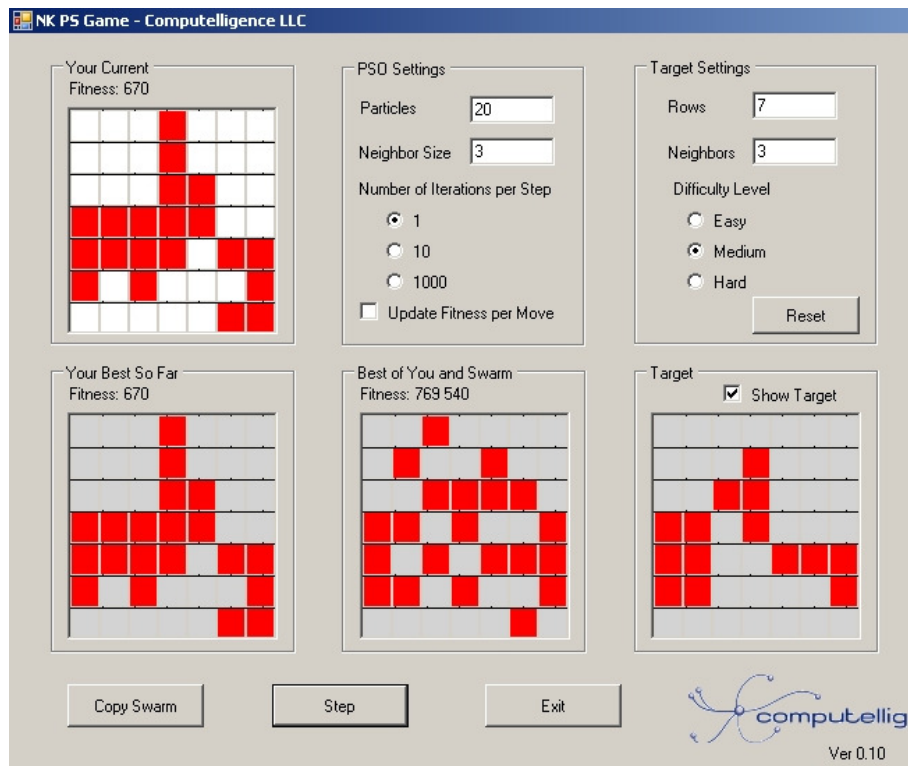 NK PS Game - Computelligence LLC
Your Current
Fitness: 670
PSO Settings
Particles 20
Neighbor Size 3
Number of Iterations per Step
1
10
1000
Update Fitness per Move
Target Settings
Rows 7
Neighbors 3
Difficulty Level
Easy
Medium
Hard
Reset
Your Best So Far
Fitness: 670
Best of You and Swarm
Fitness: 769 540
Target
Show Target
Copy Swarm
Step
Exit
computellig
Ver 0.10